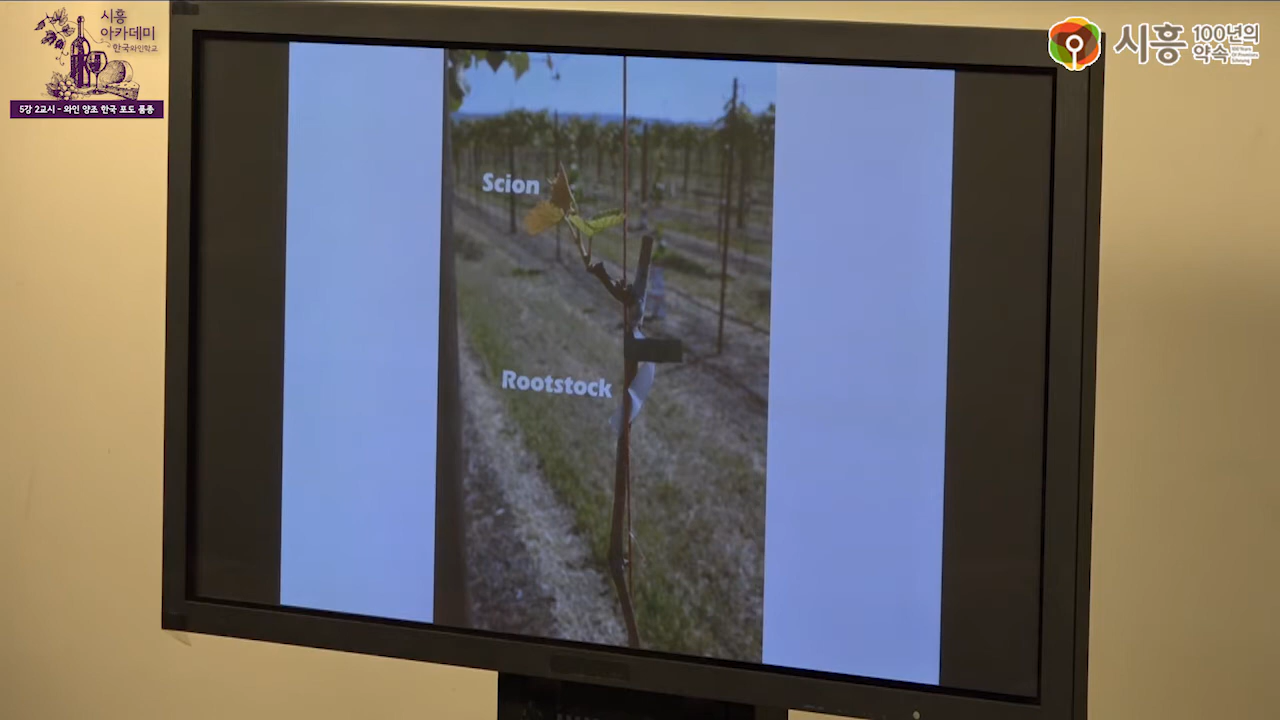 시흥
아카데미
한국와인학교
5강 2교시 - 와인 양조 한국 포도 품종
시흥
100년의
약속
Scion
Rootstock